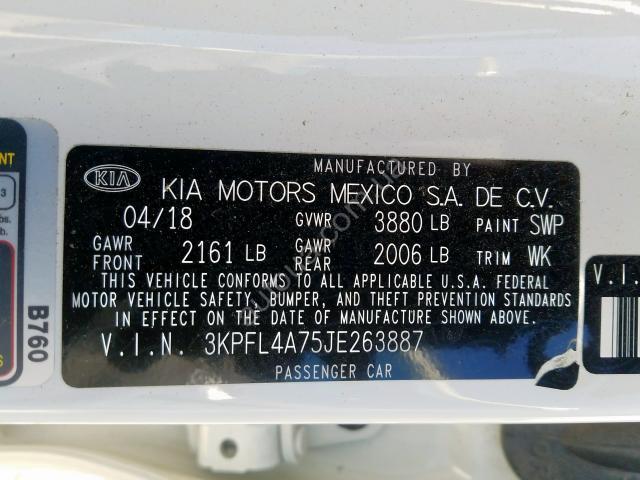 MANUFACTURED BY
KIA KIA MOTORS MEXICO S.A. DE C.V.
04/18 GVWR 3880 LB PAINT SWP
GAWR FRONT 2161 LB GAWR REAR 2006 LB TRIM WK
THIS VEHICLE CONFORMS TO ALL APPLICABLE U.S.A. FEDERAL
MOTOR VEHICLE SAFETY, BUMPER, AND THEFT PREVENTION STANDARDS
IN EFFECT ON THE DATE OF MANUFACTURE SHOWN ABOVE.
V.I.N. 3KPFL4A75JE263887
PASSENGER CAR
B760
V.I.